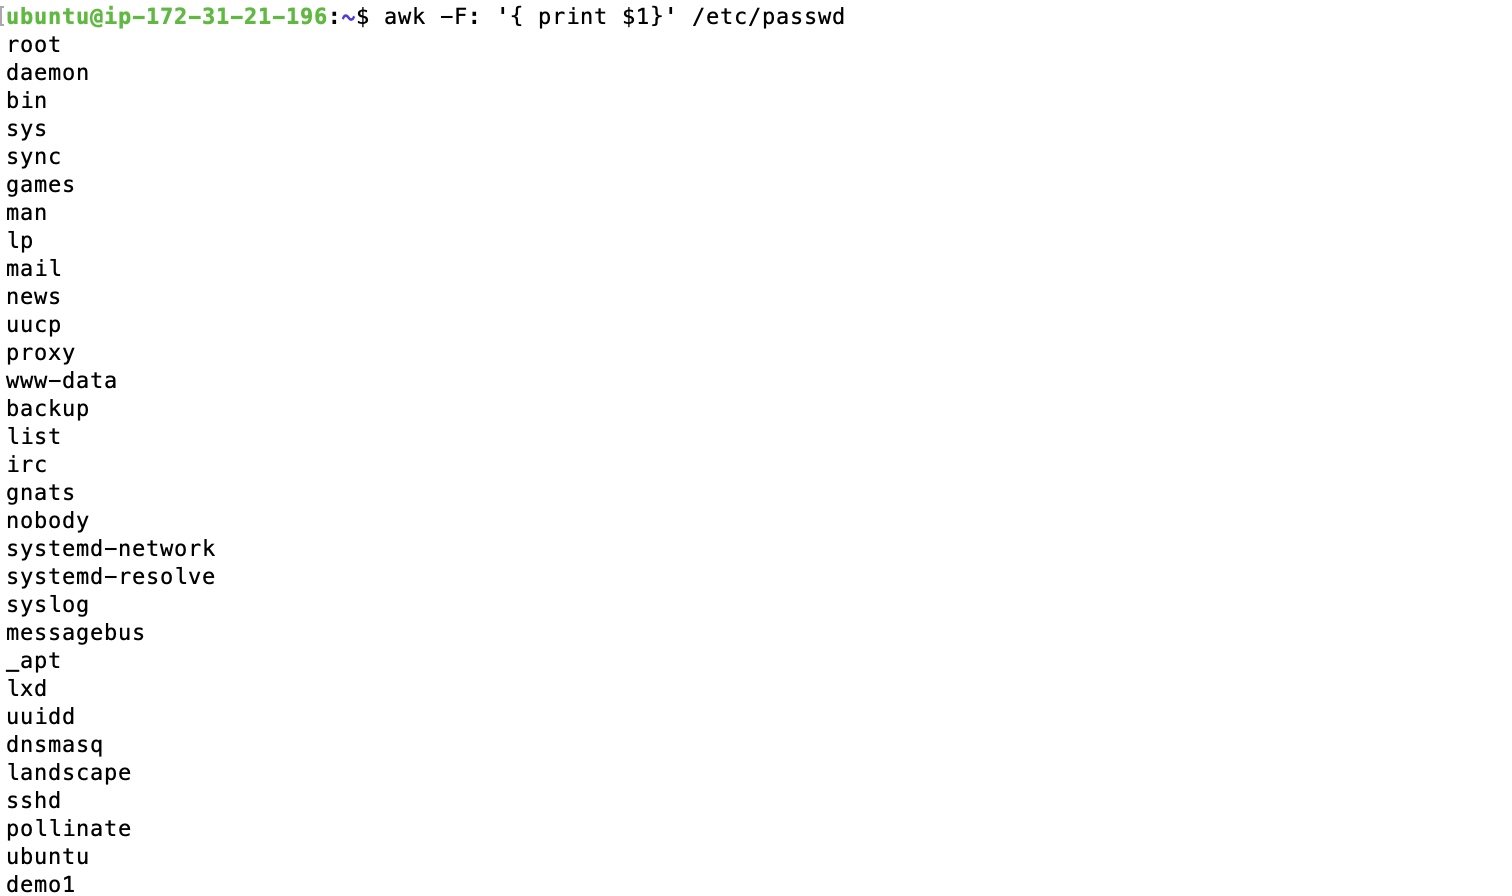 ubuntu@ip-172-31-21-196:~$ awk -F: '{ print $1}' /etc/passwd
root
daemon
bin
sys
sync
games
man
lp
mail
news
uucp
proxy
www-data
backup
list
irc
gnats
nobody
systemd-network
systemd-resolve
syslog
messagebus
_apt
lxd
uuidd
dnsmasq
landscape
sshd
pollinate
ubuntu
demo1